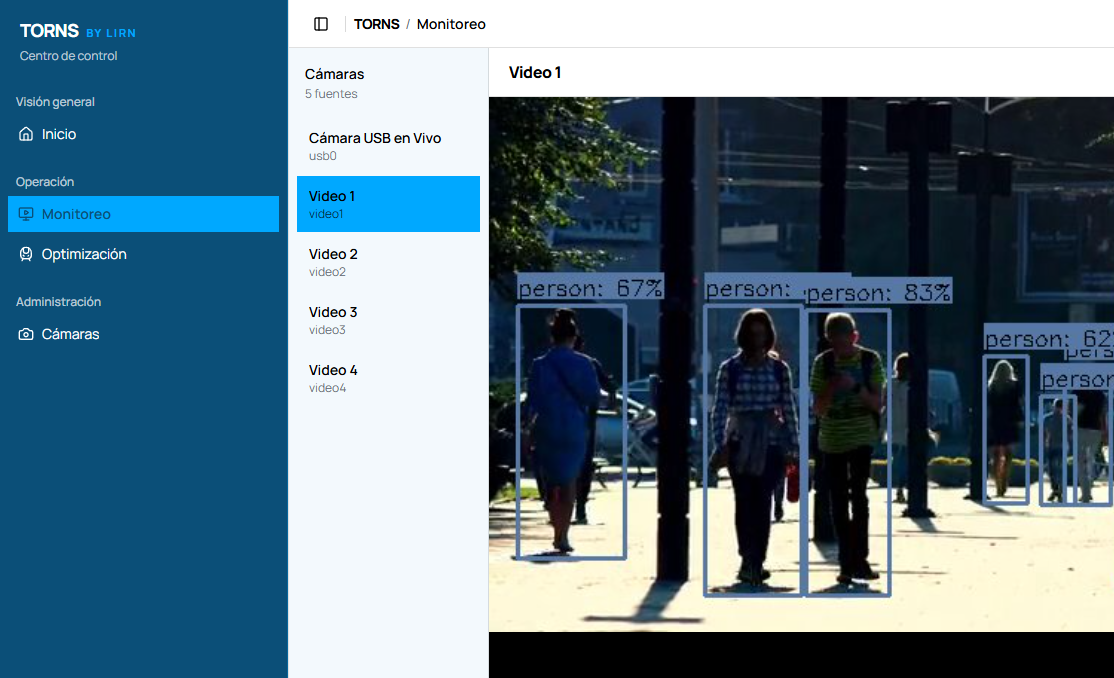 TORNS BY LIRN
Centro de control
Visión general
Inicio
Operación
Monitoreo
Optimización
Administración
Cámaras
TORNS / Monitoreo
Cámaras
5 fuentes
Cámara USB en Vivo
usb0
Video 1
video1
Video 2
video2
Video 3
video3
Video 4
video4
Video 1
person: 67%
person:
person: 83%
person: 62
pers
person